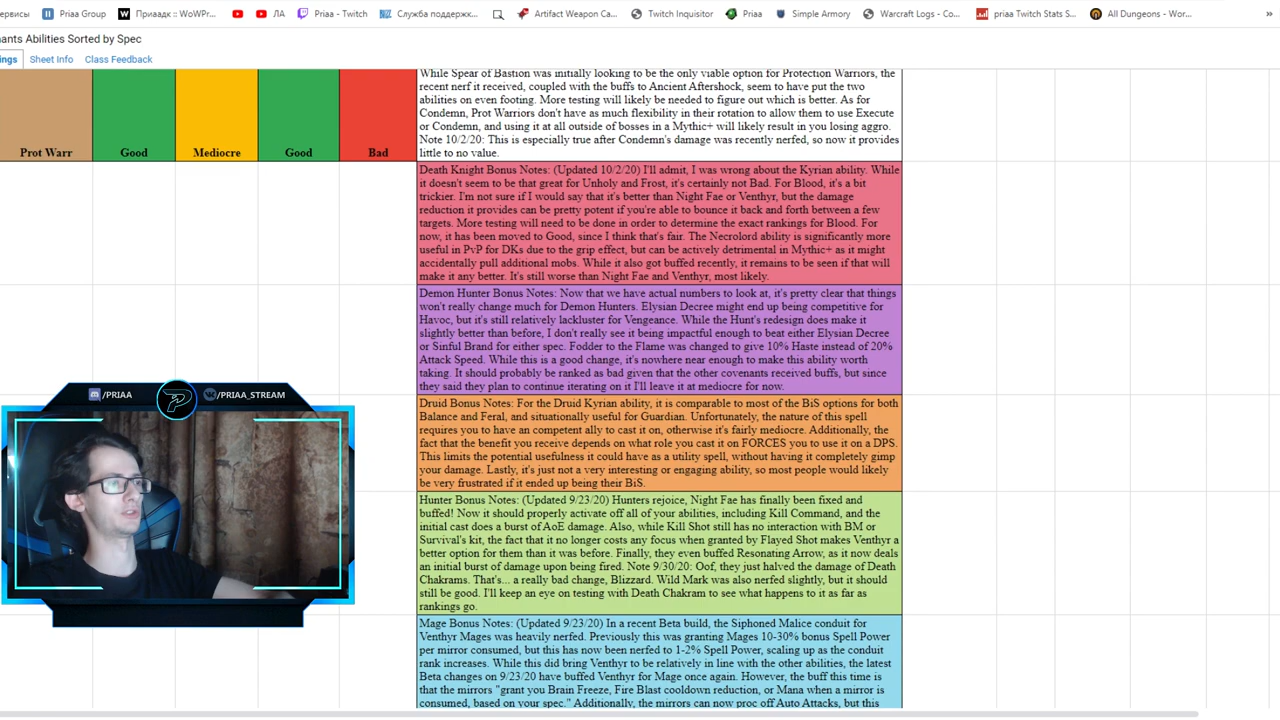 ервисы Priaa Group Приаадк :: WoWPr... ЛА Priaa - Twitch Служба поддержк... Artifact Weapon Ca... Twitch Inquisitor Priaa Simple Armory Warcraft Logs - Co... priaa Twitch Stats S... All Dungeons - Wor... »
ants Abilities Sorted by Spec
ngs Sheet Info Class Feedback
While Spear of Bastion was initially looking to be the only viable option for Protection Warriors, the
recent nerf it received, coupled with the buffs to Ancient Aftershock, seem to have put the two
abilities on even footing. More testing will likely be needed to figure out which is better. As for
Condemn, Prot Warriors don't have as much flexibility in their rotation to allow them to use Execute
or Condemn, and using it at all outside of bosses in a Mythic+ will likely result in you losing aggro.
Note 10/2/20: This is especially true after Condemn's damage was recently nerfed, so now it provides
little to no value.
Prot Warr Good Mediocre Good Bad
Death Knight Bonus Notes: (Updated 10/2/20) I'll admit, I was wrong about the Kyrian ability. While
it doesn't seem to be that great for Unholy and Frost, it's certainly not Bad. For Blood, it's a bit
trickier. I'm not sure if I would say that it's better than Night Fae or Venthyr, but the damage
reduction it provides can be pretty potent if you're able to bounce it back and forth between a few
targets. More testing will need to be done in order to determine the exact rankings for Blood. For
now, it has been moved to Good, since I think that's fair. The Necrolord ability is significantly more
useful in PvP for DKs due to the grip effect, but can be actively detrimental in Mythic+ as it might
accidentally pull additional mobs. While it also got buffed recently, it remains to be seen if that will
make it any better. It's still worse than Night Fae and Venthyr, most likely.
Demon Hunter Bonus Notes: Now that we have actual numbers to look at, it's pretty clear that things
won't really change much for Demon Hunters. Elysian Decree might end up being competitive for
Havoc, but it's still relatively lackluster for Vengeance. While the Hunt's redesign does make it
slightly better than before, I don't really see it being impactful enough to beat either Elysian Decree
or Sinful Brand for either spec. Fodder to the Flame was changed to give 10% Haste instead of 20%
Attack Speed. While this is a good change, it's nowhere near enough to make this ability worth
taking. It should probably be ranked as bad given that the other covenants received buffs, but since
they said they plan to continue iterating on it I'll leave it at mediocre for now.
/PRIAA /PRIAA_STREAM
Druid Bonus Notes: For the Druid Kyrian ability, it is comparable to most of the BiS options for both
Balance and Feral, and situationally useful for Guardian. Unfortunately, the nature of this spell
requires you to have an competent ally to cast it on, otherwise it's fairly mediocre. Additionally, the
fact that the benefit you receive depends on what role you cast it on FORCES you to use it on a DPS.
This limits the potential usefulness it could have as a utility spell, without having it completely gimp
your damage. Lastly, it's just not a very interesting or engaging ability, so most people would likely
be very frustrated if it ended up being their BiS.
Hunter Bonus Notes: (Updated 9/23/20) Hunters rejoice, Night Fae has finally been fixed and
buffed! Now it should properly activate off all of your abilities, including Kill Command, and the
initial cast does a burst of AoE damage. Also, while Kill Shot still has no interaction with BM or
Survival's kit, the fact that it no longer costs any focus when granted by Flayed Shot makes Venthyr a
better option for them than it was before. Finally, they even buffed Resonating Arrow, as it now deals
an initial burst of damage upon being fired. Note 9/30/20: Oof, they just halved the damage of Death
Chakrams. That's... a really bad change, Blizzard. Wild Mark was also nerfed slightly, but it should
still be good. I'll keep an eye on testing with Death Chakram to see what happens to it as far as
rankings go.
Mage Bonus Notes: (Updated 9/23/20) In a recent Beta build, the Siphoned Malice conduit for
Venthyr Mages was heavily nerfed. Previously this was granting Mages 10-30% bonus Spell Power
per mirror consumed, but this has now been nerfed to 1-2% Spell Power, scaling up as the conduit
rank increases. While this did bring Venthyr to be relatively in line with the other abilities, the latest
Beta changes on 9/23/20 have buffed Venthyr for Mage once again. However, the buff this time is
that the mirrors "grant you Brain Freeze, Fire Blast cooldown reduction, or Mana when a mirror is
consumed, based on your spec." Additionally, the mirrors can now proc off Auto Attacks, but this